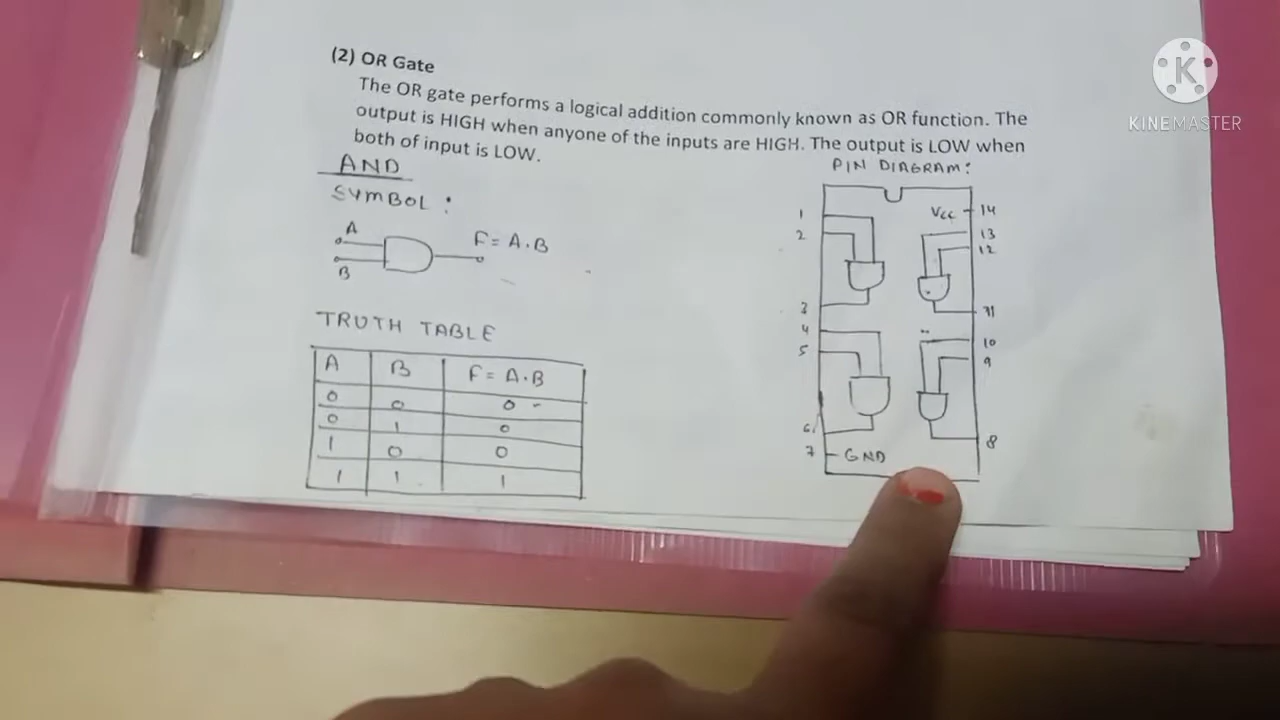 (2) OR Gate
The OR gate performs a logical addition commonly known as OR function. The
output is HIGH when anyone of the inputs are HIGH. The output is LOW when
both of input is LOW.
AND
SYMBOL :
A
B
F = A.B
TRUTH TABLE
A B F = A.B
0 0 0
0 1 0
1 0 0
1 1 1
PIN DIAGRAM:
1
2
3
4
5
6
7 GND
Vcc 14
13
12
11
10
9
8
K
KINEMASTER